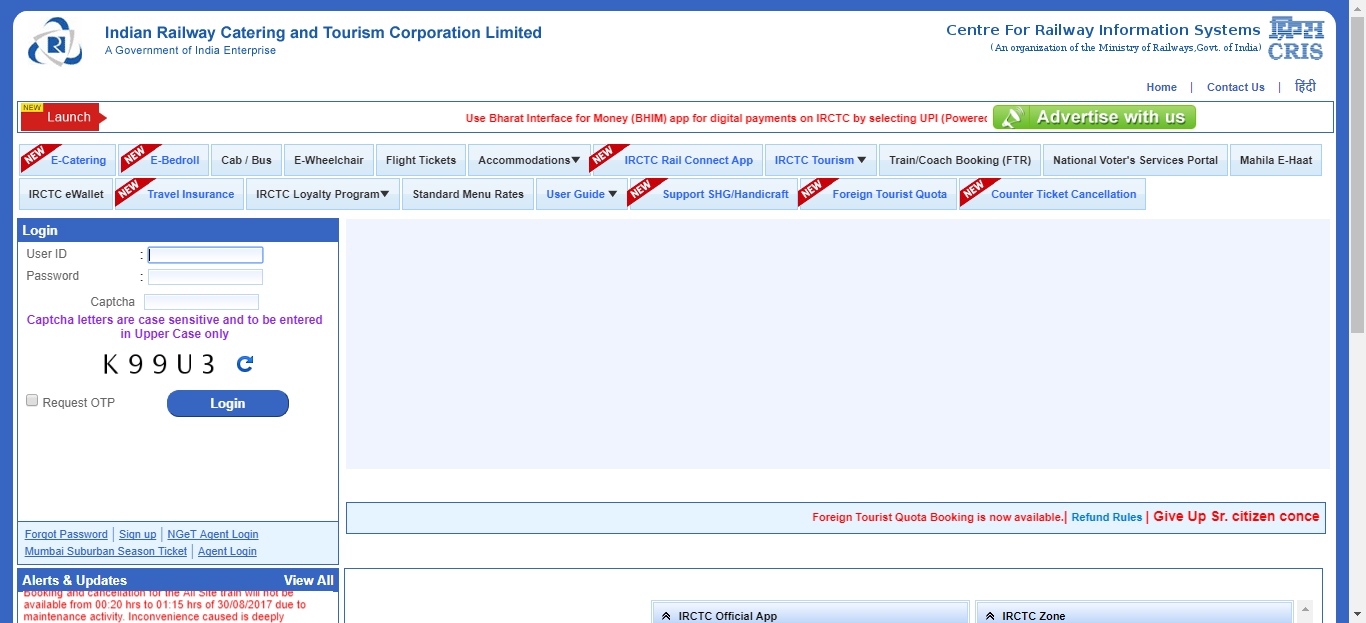 Indian Railway Catering and Tourism Corporation Limited
A Government of India Enterprise
Centre For Railway Information Systems
(An organization of the Ministry of Railways,Govt. of India)
CRIS
Home | Contact Us | हिंदी
NEW
Launch
Use Bharat Interface for Money (BHIM) app for digital payments on IRCTC by selecting UPI (Powered
Advertise with us
NEW E-Catering NEW E-Bedroll Cab / Bus E-Wheelchair Flight Tickets Accommodations▼ NEW IRCTC Rail Connect App IRCTC Tourism ▼ Train/Coach Booking (FTR) National Voter's Services Portal Mahila E-Haat
IRCTC eWallet NEW Travel Insurance IRCTC Loyalty Program▼ Standard Menu Rates User Guide ▼ NEW Support SHG/Handicraft NEW Foreign Tourist Quota NEW Counter Ticket Cancellation
Login
User ID :
Password :
Captcha
Captcha letters are case sensitive and to be entered
in Upper Case only
K 9 9 U 3
Request OTP Login
Foreign Tourist Quota Booking is now available.| Refund Rules | Give Up Sr. citizen conce
Forgot Password | Sign up | NGeT Agent Login
Mumbai Suburban Season Ticket | Agent Login
Alerts & Updates View All
Booking and cancellation for the All Site train will not be
available from 00:20 hrs to 01:15 hrs of 30/08/2017 due to
maintenance activity. Inconvenience caused is deeply
IRCTC Official App
IRCTC Zone